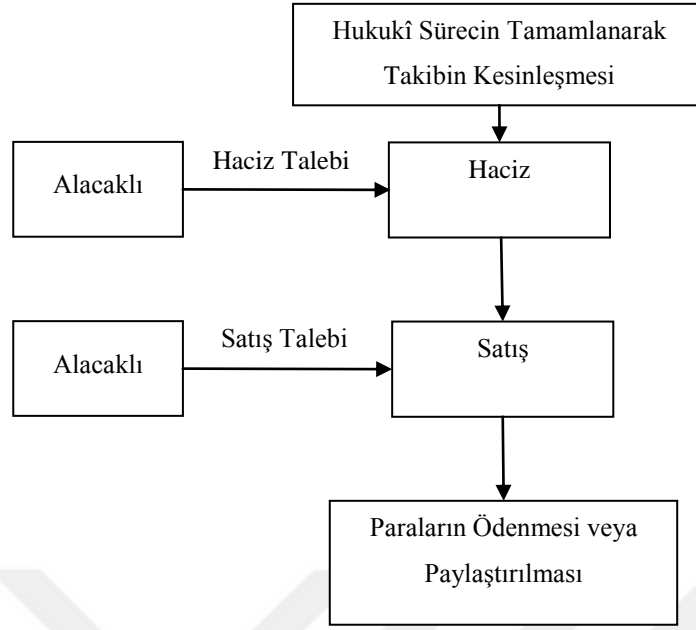 Hukukî Sürecin Tamamlanarak
Takibin Kesinleşmesi
Alacaklı
Haciz Talebi
Haciz
Alacaklı
Satış Talebi
Satış
Paraların Ödenmesi veya
Paylaştırılması